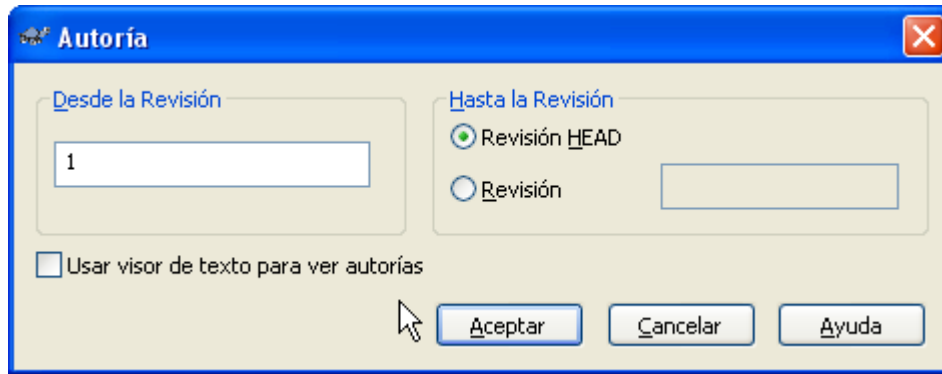 Autoría
Desde la Revisión
1
Hasta la Revisión
Revisión HEAD
Revisión
Usar visor de texto para ver autorías
Aceptar
Cancelar
Ayuda